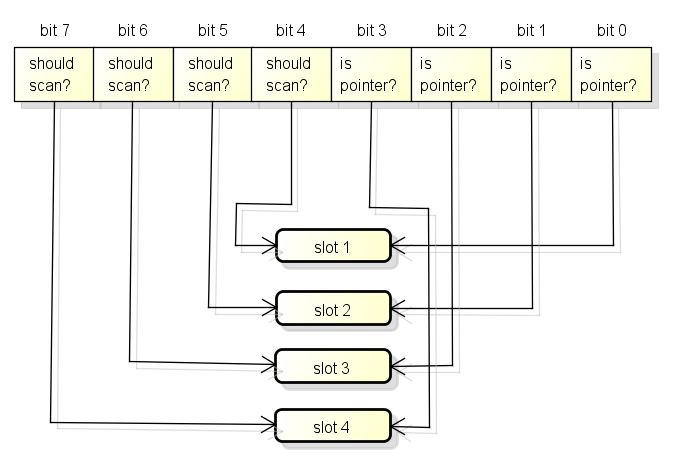 bit 7 bit 6 bit 5 bit 4 bit 3 bit 2 bit 1 bit 0
should should should should is is is is
scan? scan? scan? scan? pointer? pointer? pointer? pointer?
slot 1
slot 2
slot 3
slot 4